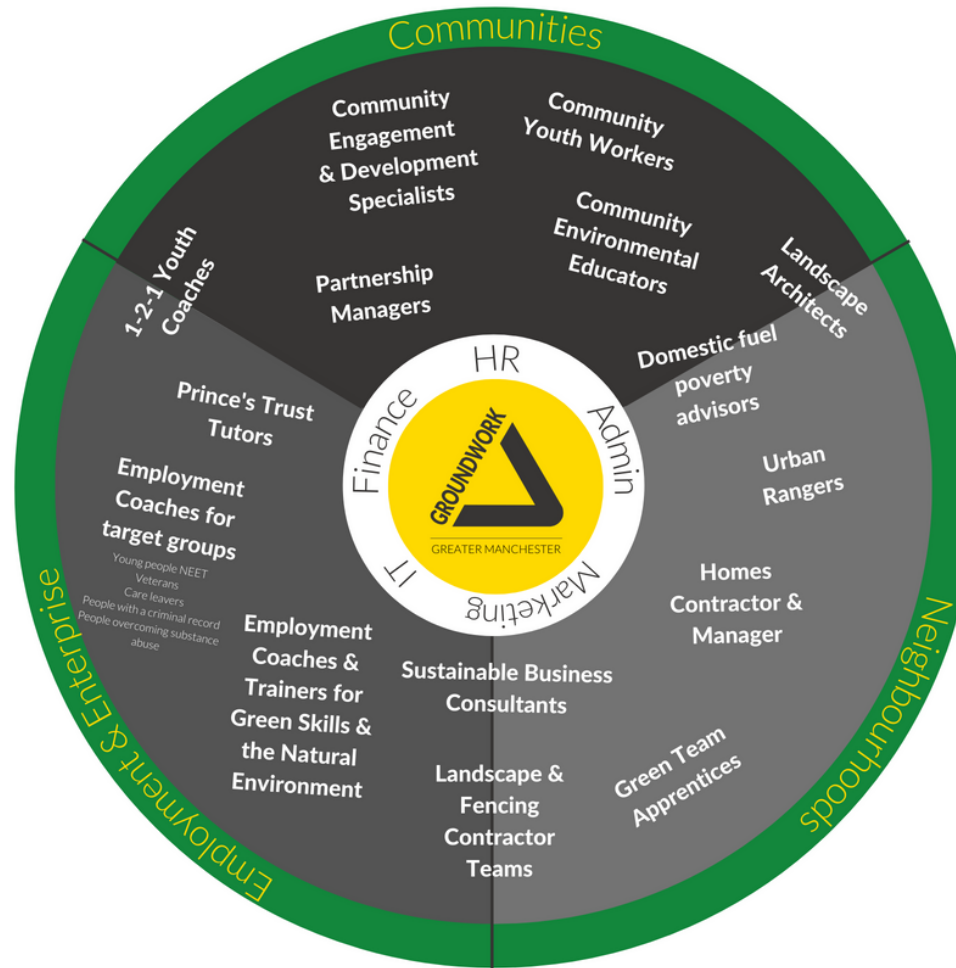 Communities
Community
Engagement
& Development
Specialists
Community
Youth Workers
Community
Environmental
Educators
Partnership
Managers
1-2-1 Youth
Coaches
Landscape
Architects
Domestic fuel
poverty
advisors
Prince's Trust
Tutors
Urban
Rangers
Employment
Coaches for
target groups
Young people NEET
Veterans
Care leavers
People with a criminal record
People overcoming substance
abuse
HR
Admin
Marketing
IT
Finance
GROUNDWORK
GREATER MANCHESTER
Homes
Contractor &
Manager
Employment
Coaches &
Trainers for
Green Skills &
the Natural
Environment
Sustainable Business
Consultants
Landscape &
Fencing
Contractor
Teams
Green Team
Apprentices
Employment & Enterprise
Neighbourhoods